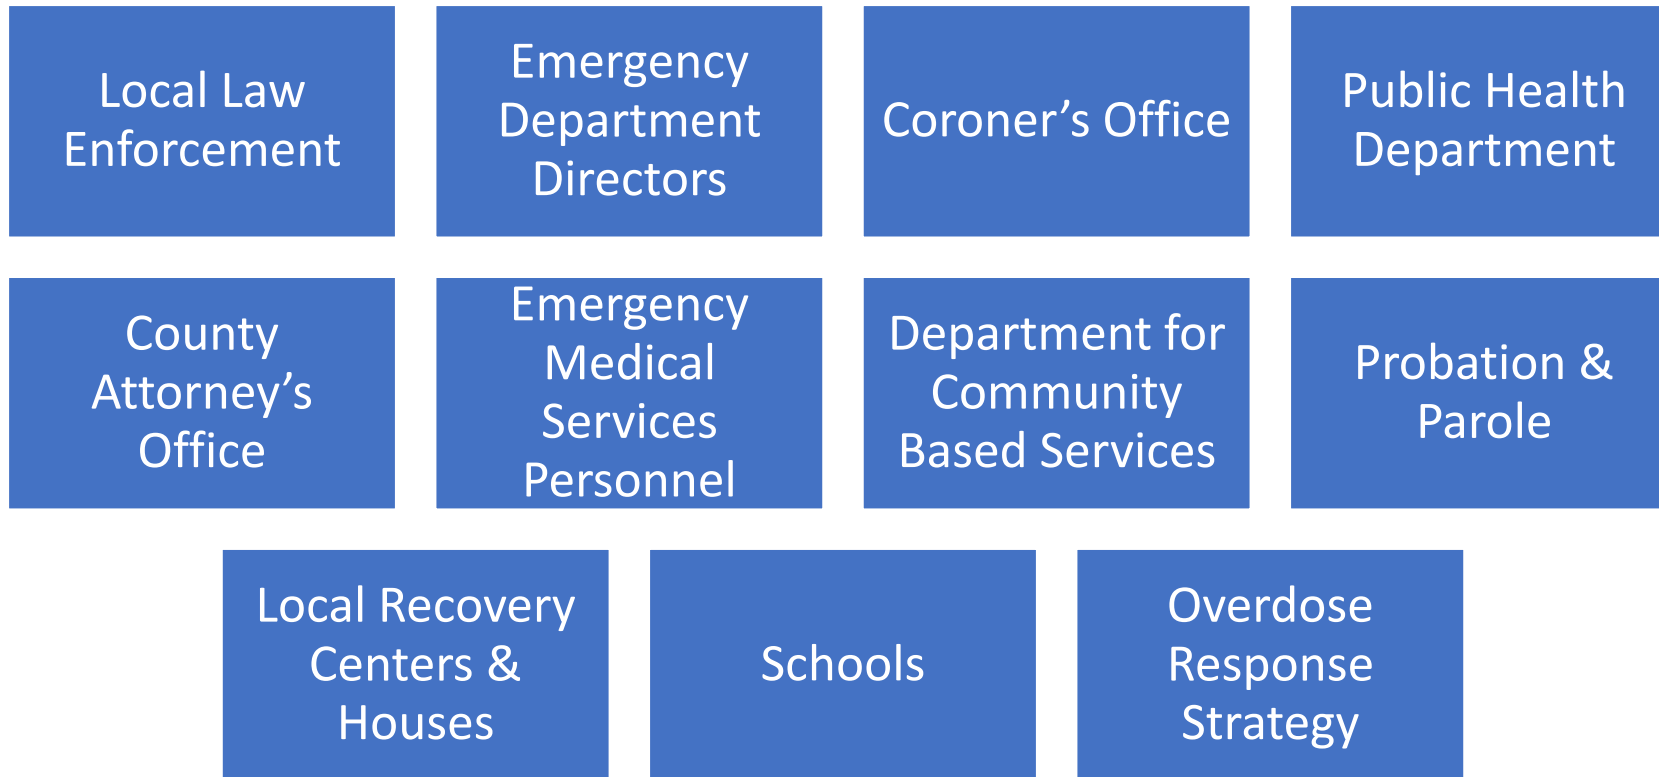 Local Law
Enforcement
Emergency
Department
Directors
Coroner’s Office
Public Health
Department
County
Attorney’s
Office
Emergency
Medical
Services
Personnel
Department for
Community
Based Services
Probation &
Parole
Local Recovery
Centers &
Houses
Schools
Overdose
Response
Strategy